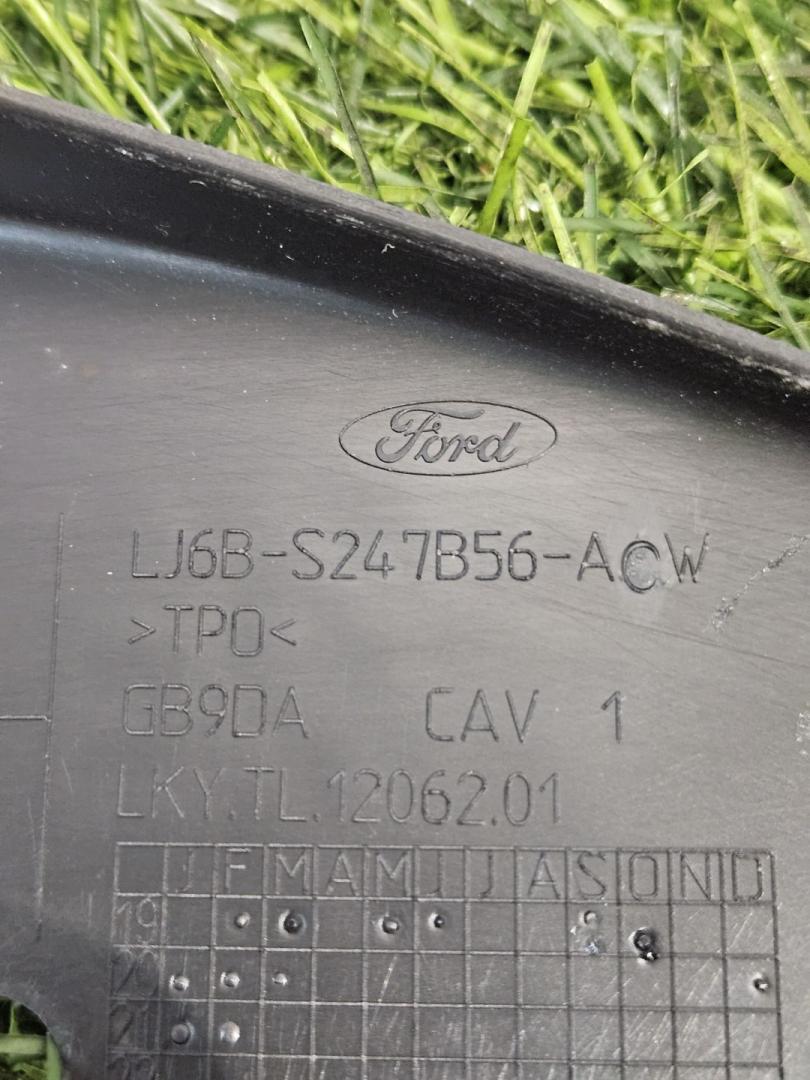 Ford
LJ6B-S247B56-ACW
>TPO<
GB9DA CAV 1
LKY.TL.12062.01
J F M A M J J A S O N D
19
20
21